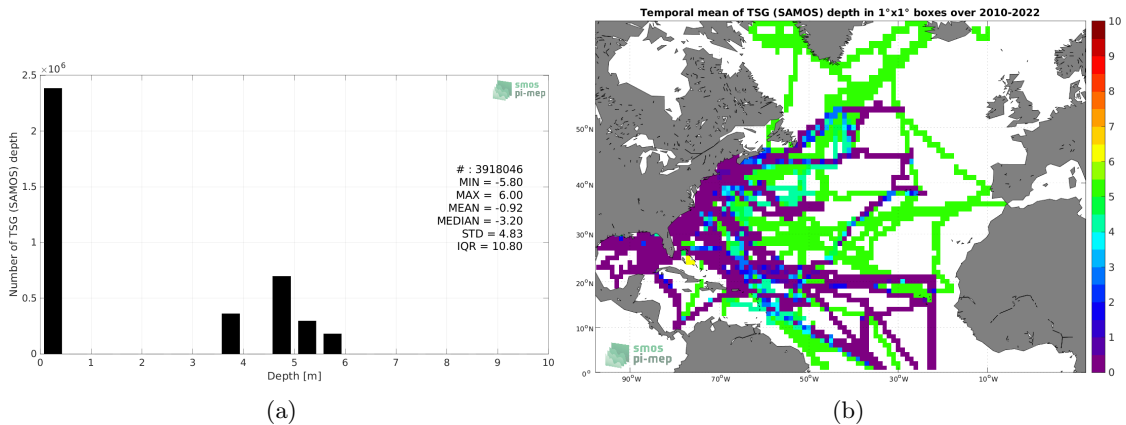 ×10⁶
2.5
2
1.5
1
0.5
0
0 1 2 3 4 5 6 7 8 9 10
Number of TSG (SAMOS) depth
Depth [m]
smos
pi-mep
# : 3918046
MIN = -5.80
MAX = 6.00
MEAN = -0.92
MEDIAN = -3.20
STD = 4.83
IQR = 10.80
(a)
Temporal mean of TSG (SAMOS) depth in 1°x1° boxes over 2010-2022
50°N
40°N
30°N
20°N
10°N
0°
90°W 70°W 50°W 30°W 10°W
smos
pi-mep
10
9
8
7
6
5
4
3
2
1
0
(b)